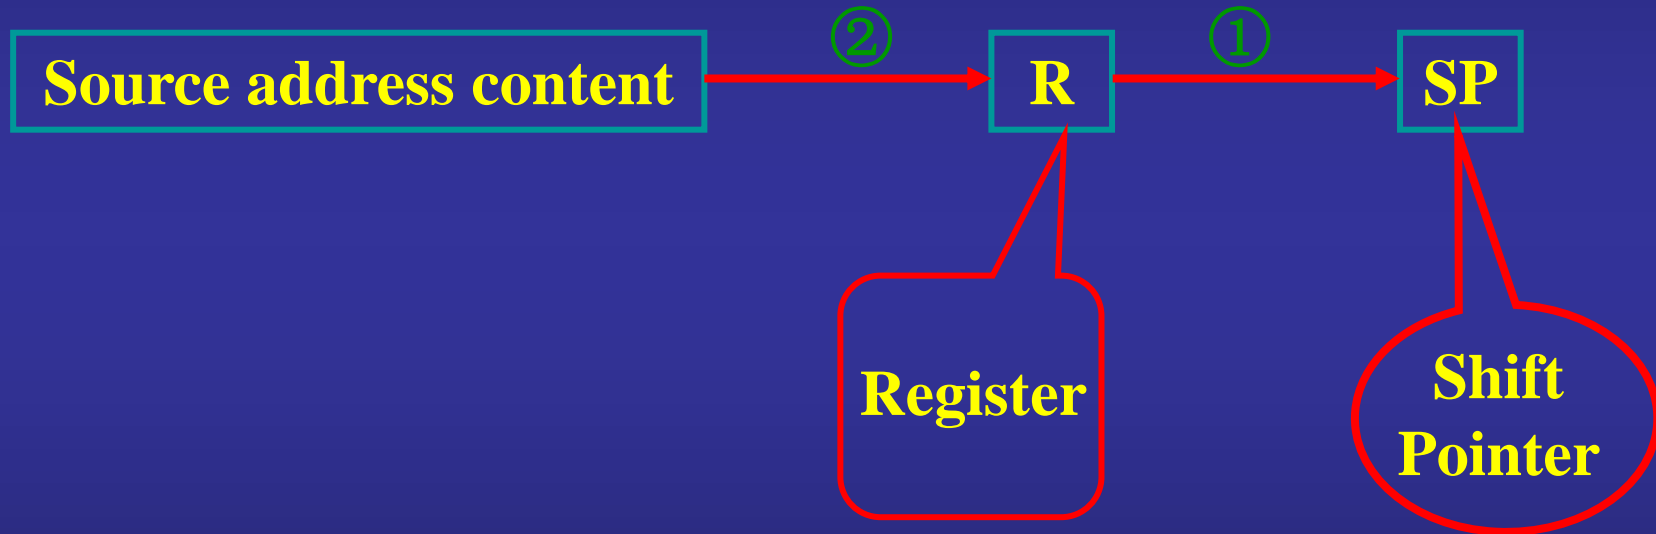 ②
①
Source address content
R
SP
Register
Shift
Pointer